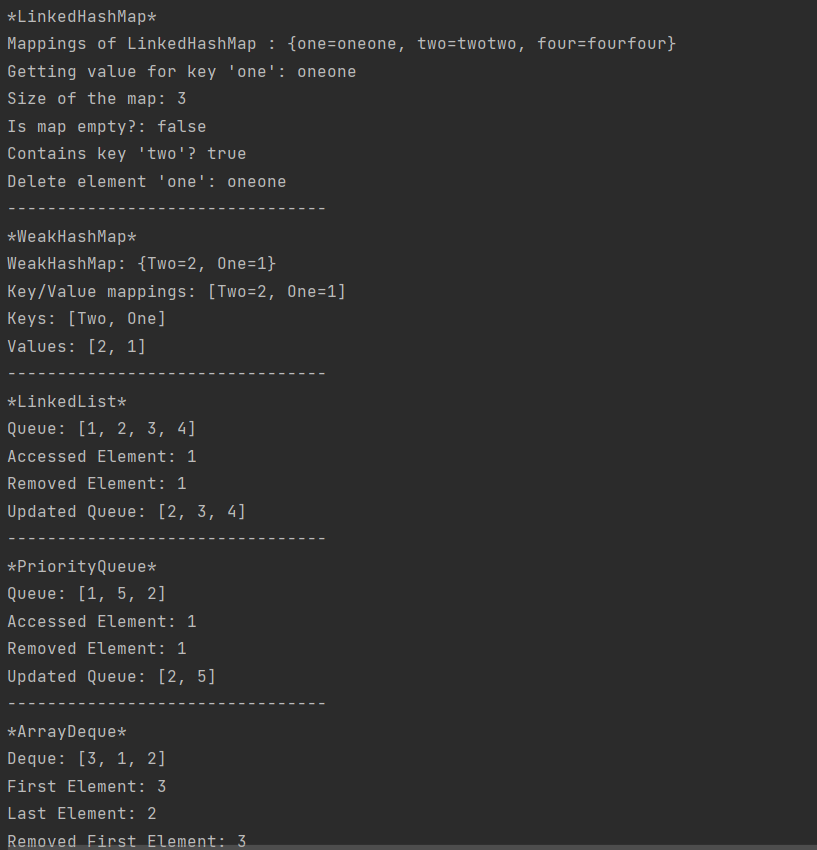 *LinkedHashMap*
Mappings of LinkedHashMap : {one=oneone, two=twotwo, four=fourfour}
Getting value for key 'one': oneone
Size of the map: 3
Is map empty?: false
Contains key 'two'? true
Delete element 'one': oneone
--------------------------------
*WeakHashMap*
WeakHashMap: {Two=2, One=1}
Key/Value mappings: [Two=2, One=1]
Keys: [Two, One]
Values: [2, 1]
--------------------------------
*LinkedList*
Queue: [1, 2, 3, 4]
Accessed Element: 1
Removed Element: 1
Updated Queue: [2, 3, 4]
--------------------------------
*PriorityQueue*
Queue: [1, 5, 2]
Accessed Element: 1
Removed Element: 1
Updated Queue: [2, 5]
--------------------------------
*ArrayDeque*
Deque: [3, 1, 2]
First Element: 3
Last Element: 2
Removed First Element: 3